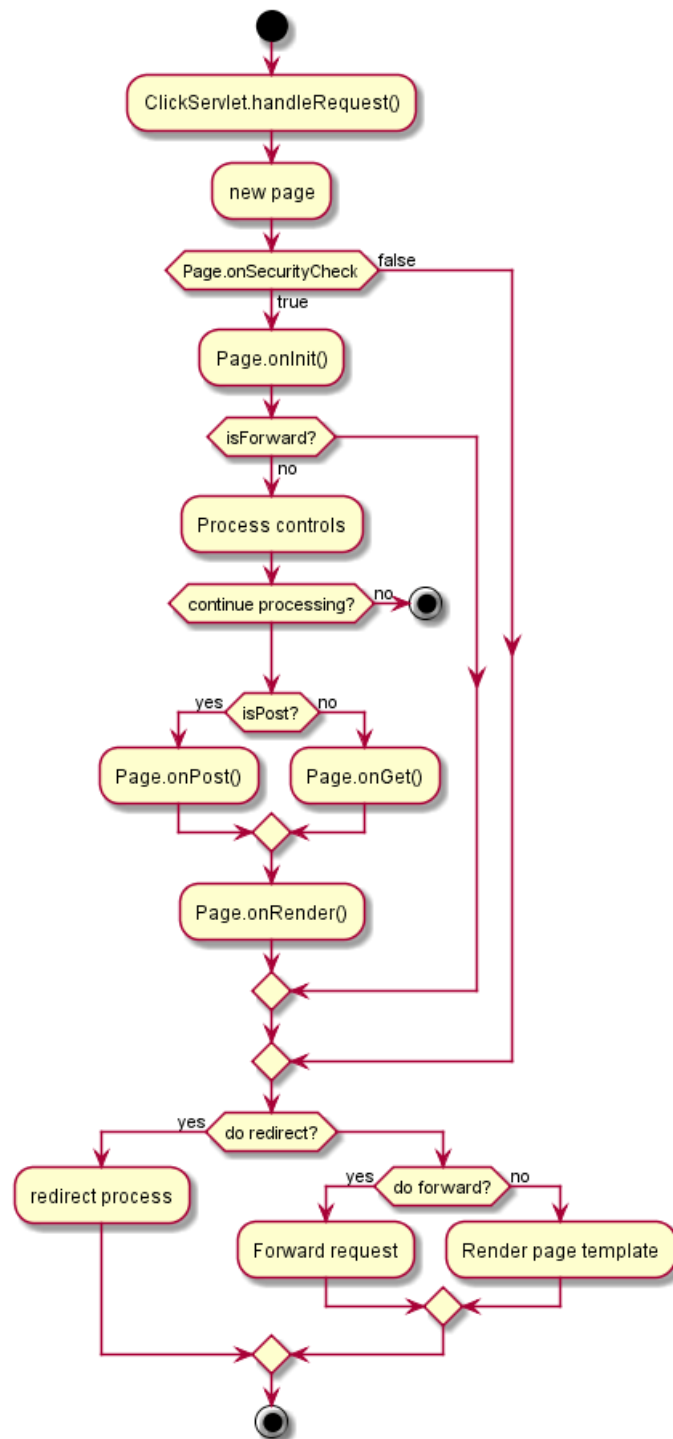 ClickServlet.handleRequest()
new page
Page.onSecurityCheck
false
true
Page.onInit()
isForward?
no
Process controls
continue processing?
no
isPost?
yes
no
Page.onPost()
Page.onGet()
Page.onRender()
do redirect?
yes
redirect process
do forward?
yes
no
Forward request
Render page template